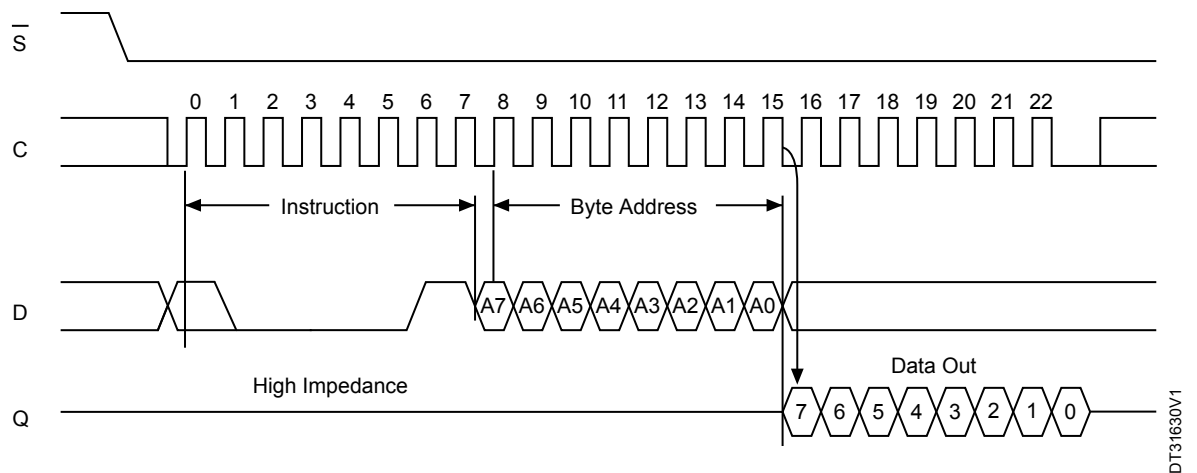 S
0 1 2 3 4 5 6 7 8 9 10 11 12 13 14 15 16 17 18 19 20 21 22
C
Instruction Byte Address
D A7 A6 A5 A4 A3 A2 A1 A0
Data Out
High Impedance
Q 7 6 5 4 3 2 1 0
DT31630V1